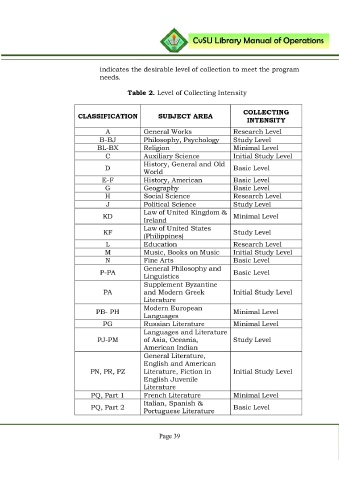 CvSU Library Manual of Operations
indicates the desirable level of collection to meet the program
needs.
Table 2. Level of Collecting Intensity
CLASSIFICATION SUBJECT AREA COLLECTING INTENSITY
A General Works Research Level
B-BJ Philosophy, Psychology Study Level
BL-BX Religion Minimal Level
C Auxiliary Science Initial Study Level
D History, General and Old World Basic Level
E-F History, American Basic Level
G Geography Basic Level
H Social Science Research Level
J Political Science Study Level
KD Law of United Kingdom & Ireland Minimal Level
KF Law of United States (Philippines) Study Level
L Education Research Level
M Music, Books on Music Initial Study Level
N Fine Arts Basic Level
P-PA General Philosophy and Linguistics Basic Level
PA Supplement Byzantine and Modern Greek Literature Initial Study Level
PB- PH Modern European Languages Minimal Level
PG Russian Literature Minimal Level
PJ-PM Languages and Literature of Asia, Oceania, American Indian Study Level
PN, PR, PZ General Literature, English and American Literature, Fiction in English Juvenile Literature Initial Study Level
PQ, Part 1 French Literature Minimal Level
PQ, Part 2 Italian, Spanish & Portuguese Literature Basic Level
Page 39